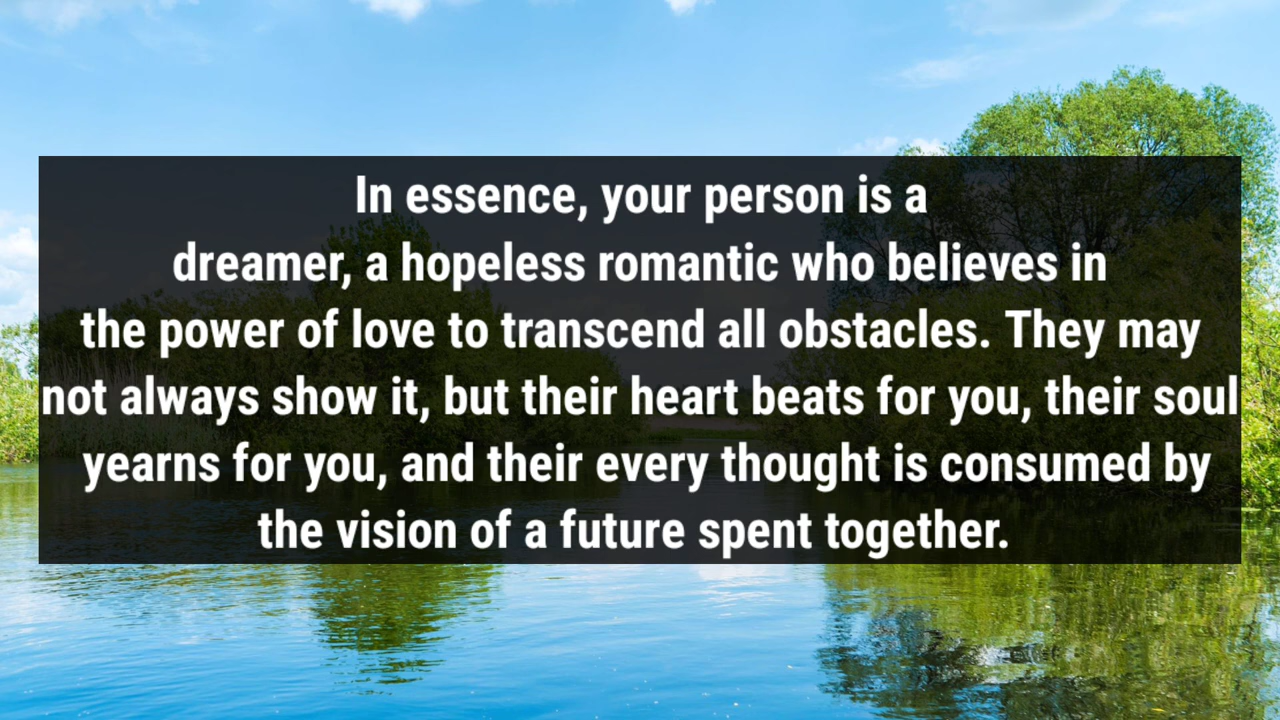 In essence, your person is a
dreamer, a hopeless romantic who believes in
the power of love to transcend all obstacles. They may
not always show it, but their heart beats for you, their soul
yearns for you, and their every thought is consumed by
the vision of a future spent together.